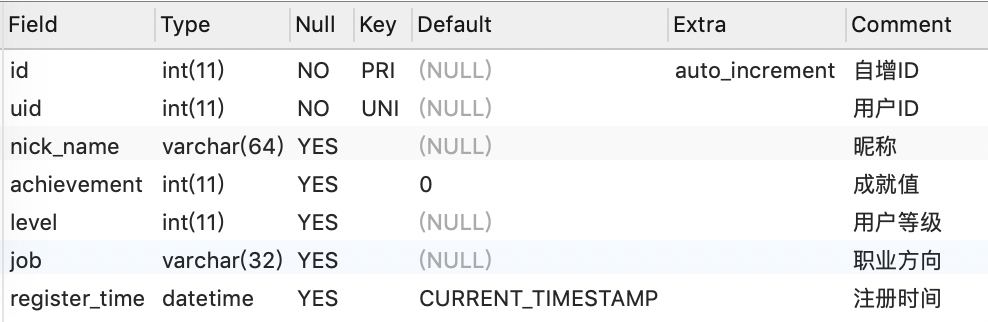 Field Type Null Key Default Extra Comment
id int(11) NO PRI (NULL) auto_increment 自增ID
uid int(11) NO UNI (NULL) 用户ID
nick_name varchar(64) YES (NULL) 昵称
achievement int(11) YES 0 成就值
level int(11) YES (NULL) 用户等级
job varchar(32) YES (NULL) 职业方向
register_time datetime YES CURRENT_TIMESTAMP 注册时间